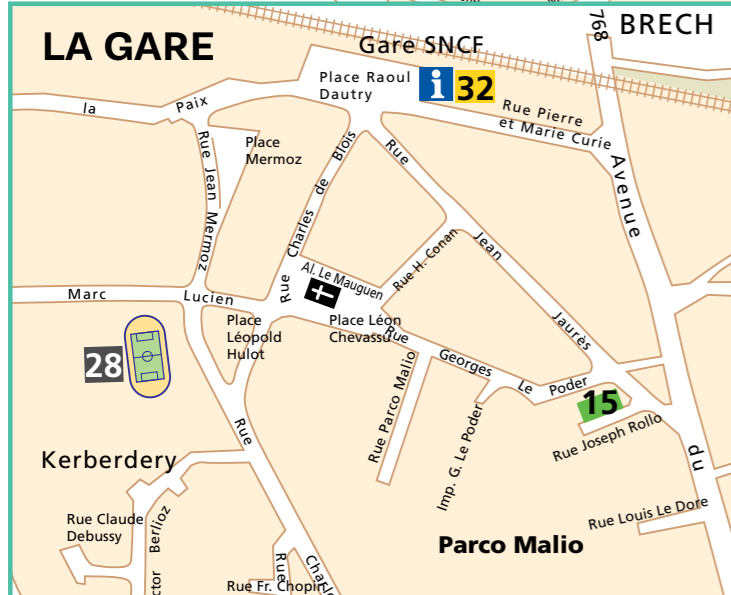 LA GARE
Gare SNCF
768
BRECH
Place Raoul
Dautry
i
32
Rue Pierre
et Marie Curie
la Paix
Place
Mermoz
Rue Jean Mermoz
Rue Charles de Blois
Rue Jean Jaurès
Avenue du
Al. Le Mauguen
Rue H. Conan
Marc Lucien
Place
Léopold
Hulot
Place Léon
Chevassu
Rue Georges Le Poder
28
Rue Parco Malio
Imp. G. Le Poder
15
Rue Joseph Rollo
Rue
Kerberdery
Rue Claude
Debussy
Berlioz
Rue Louis Le Dore
Parco Malio
Rue Fr. Chopin
Rue